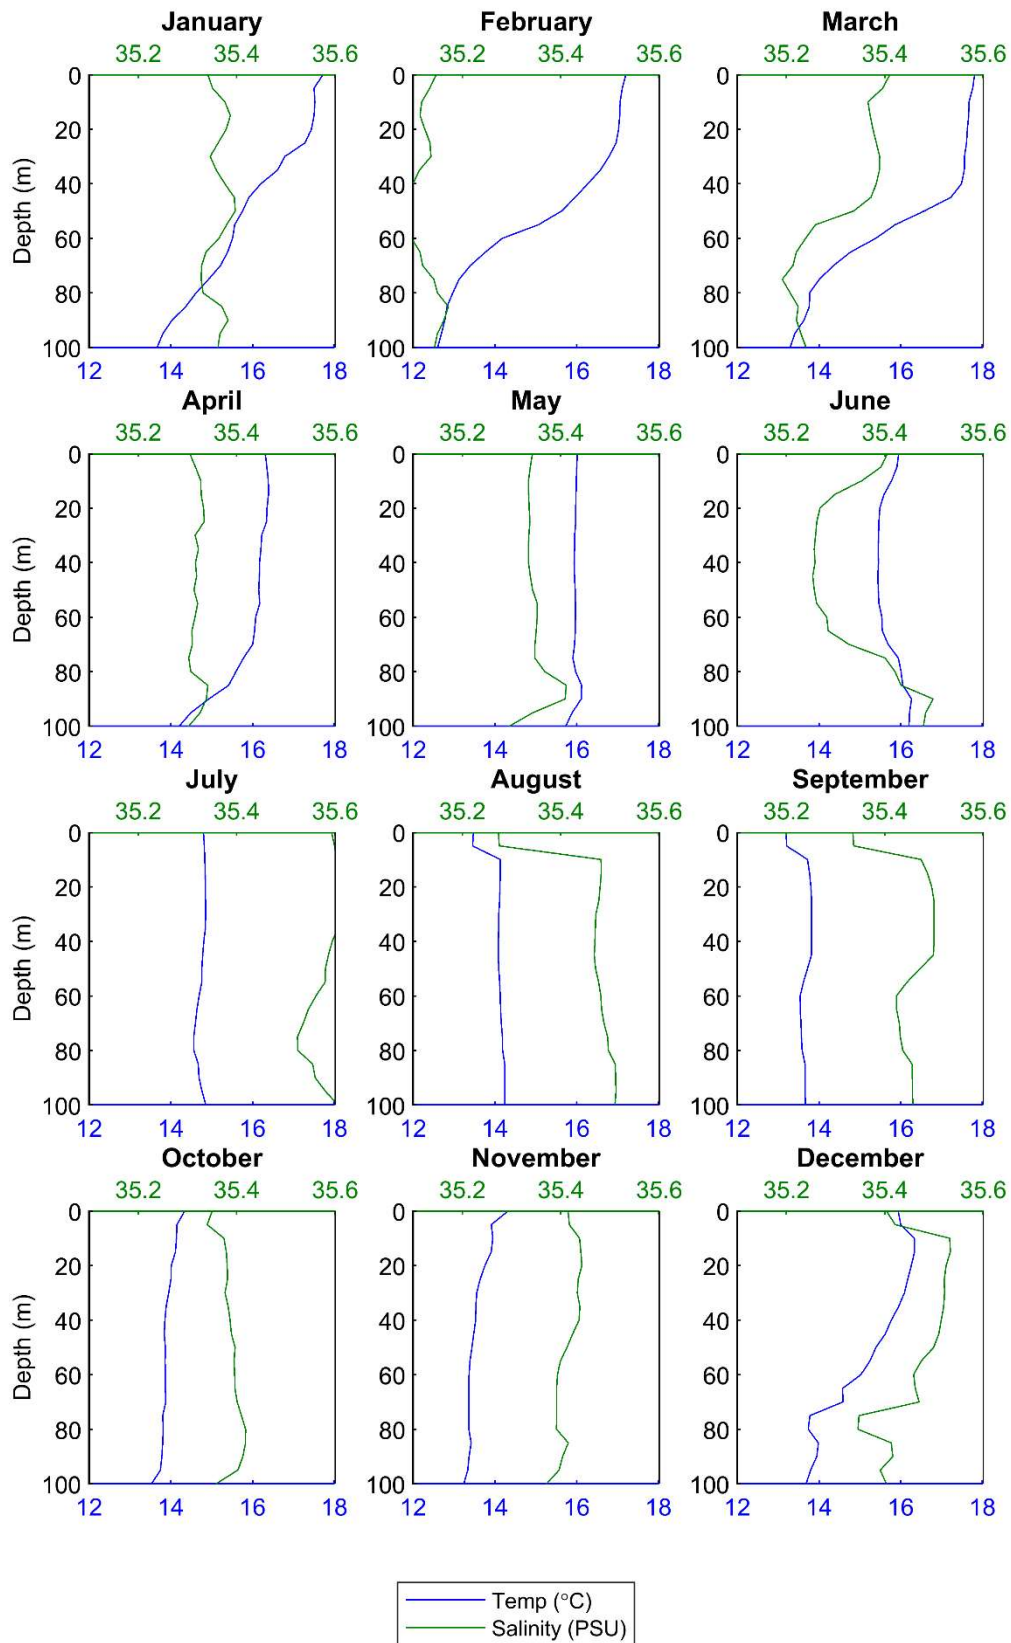 January February March
35.2 35.4 35.6 35.2 35.4 35.6 35.2 35.4 35.6
Depth (m)
0 0 0
20 20 20
40 40 40
60 60 60
80 80 80
100 100 100
12 14 16 18 12 14 16 18 12 14 16 18
April May June
35.2 35.4 35.6 35.2 35.4 35.6 35.2 35.4 35.6
Depth (m)
0 0 0
20 20 20
40 40 40
60 60 60
80 80 80
100 100 100
12 14 16 18 12 14 16 18 12 14 16 18
July August September
35.2 35.4 35.6 35.2 35.4 35.6 35.2 35.4 35.6
Depth (m)
0 0 0
20 20 20
40 40 40
60 60 60
80 80 80
100 100 100
12 14 16 18 12 14 16 18 12 14 16 18
October November December
35.2 35.4 35.6 35.2 35.4 35.6 35.2 35.4 35.6
Depth (m)
0 0 0
20 20 20
40 40 40
60 60 60
80 80 80
100 100 100
12 14 16 18 12 14 16 18 12 14 16 18
Temp (°C)
Salinity (PSU)